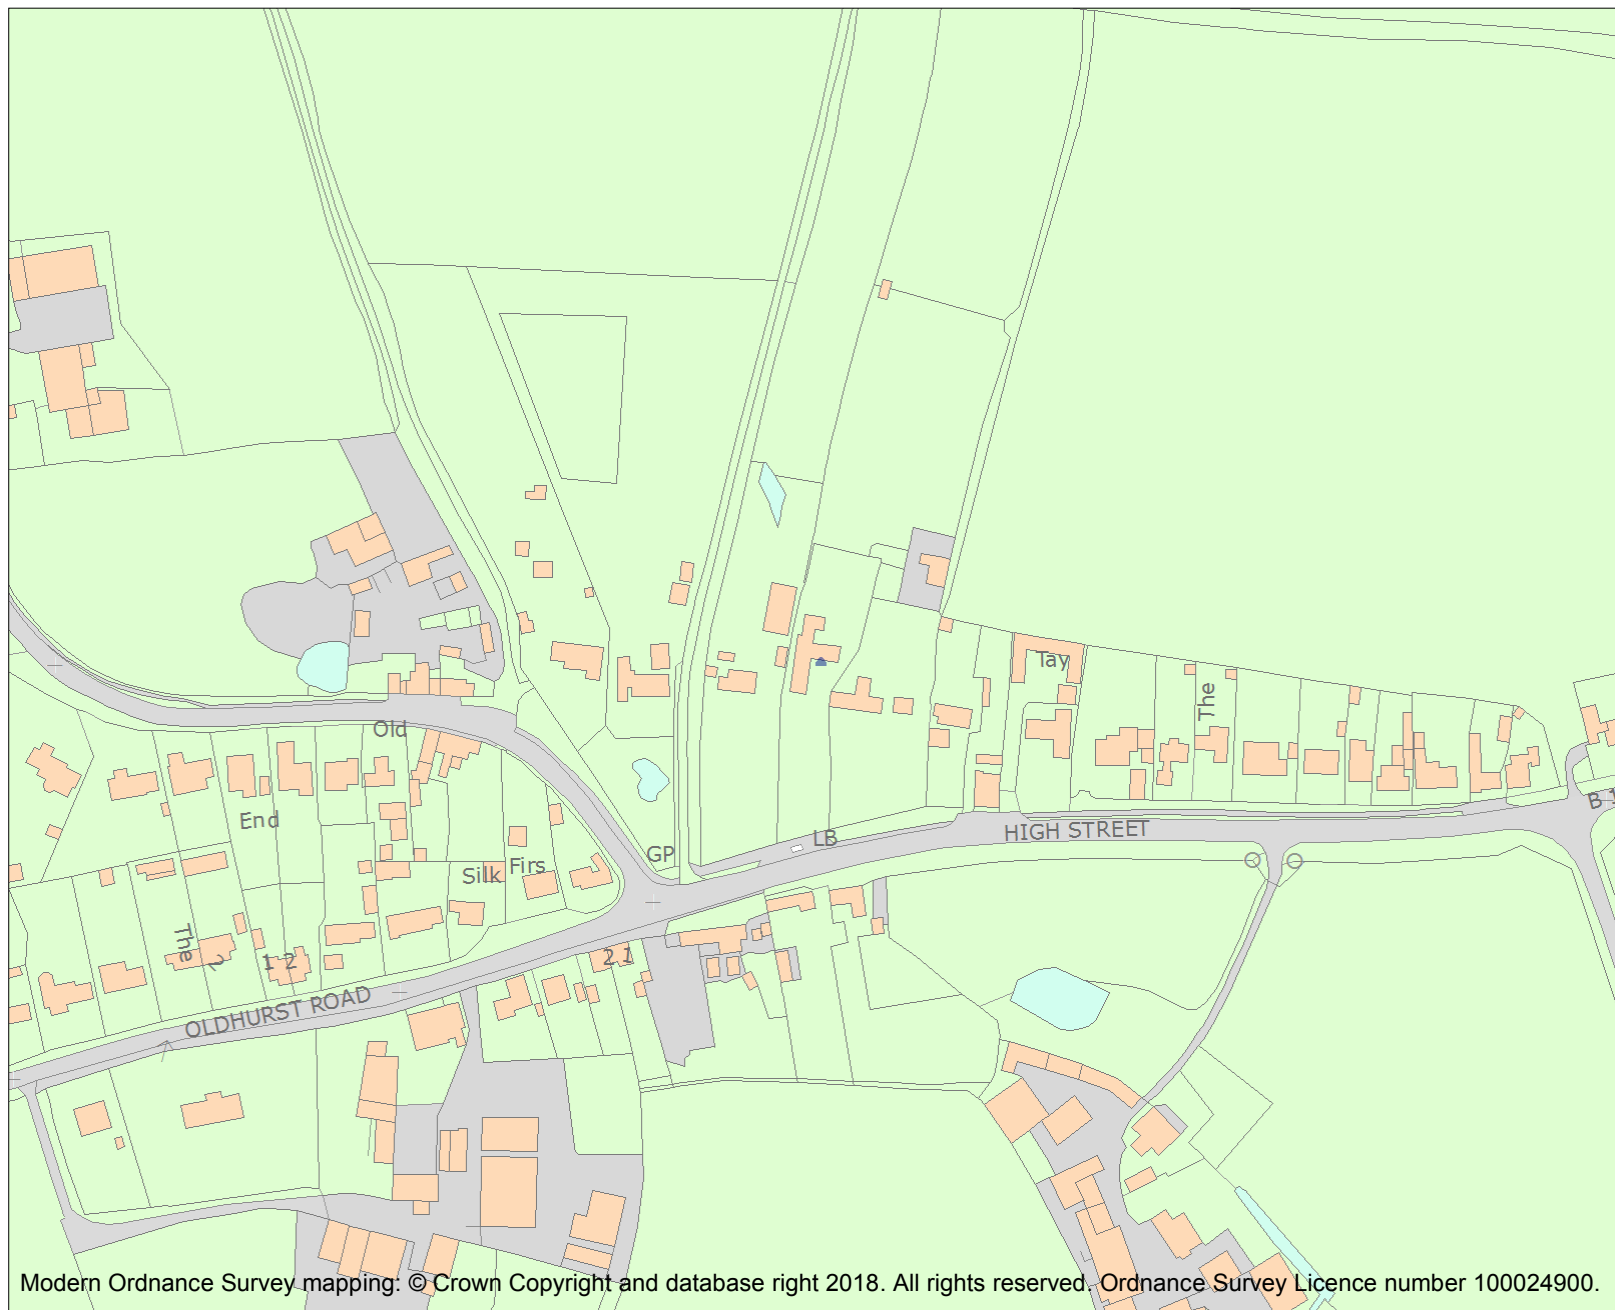 Tay
The
Old
B 1
End
LB
HIGH STREET
GP
Firs
Silk
The
2
1 2
2 1
OLDHURST ROAD
Modern Ordnance Survey mapping: © Crown Copyright and database right 2018. All rights reserved. Ordnance Survey Licence number 100024900.